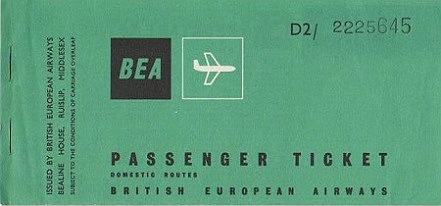 D2/ 2225645
BEA
ISSUED BY BRITISH EUROPEAN AIRWAYS
BEALINE HOUSE, RUISLIP, MIDDLESEX
SUBJECT TO THE CONDITIONS OF CARRIAGE OVERLEAF
PASSENGER TICKET
DOMESTIC ROUTES
BRITISH EUROPEAN AIRWAYS